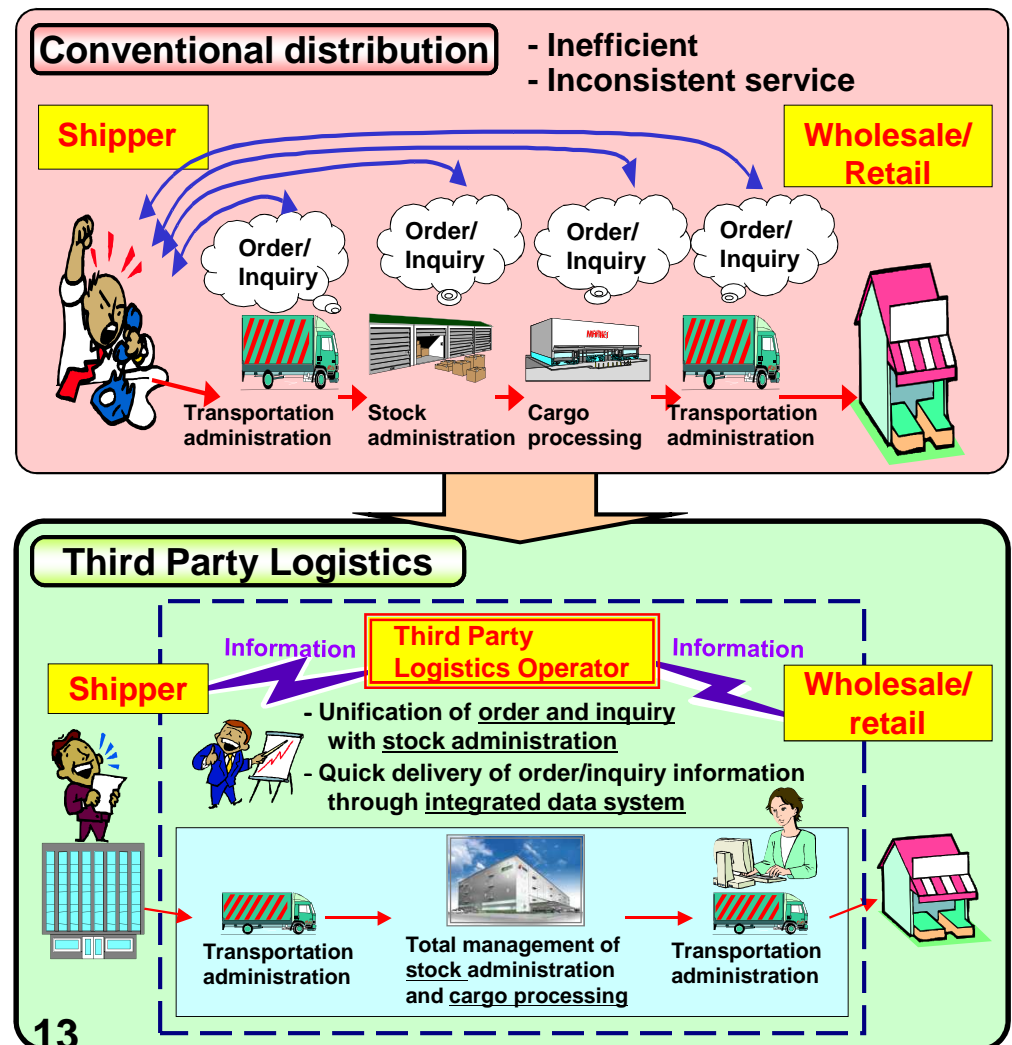 Conventional distribution
- Inefficient
- Inconsistent service
Shipper
Wholesale/
Retail
Order/
Inquiry
Order/
Inquiry
Order/
Inquiry
Order/
Inquiry
Transportation
administration
Stock
administration
Cargo
processing
Transportation
administration
Third Party Logistics
Information
Third Party
Logistics Operator
Information
Shipper
Wholesale/
retail
- Unification of order and inquiry
with stock administration
- Quick delivery of order/inquiry information
through integrated data system
Transportation
administration
Total management of
stock administration
and cargo processing
Transportation
administration
13